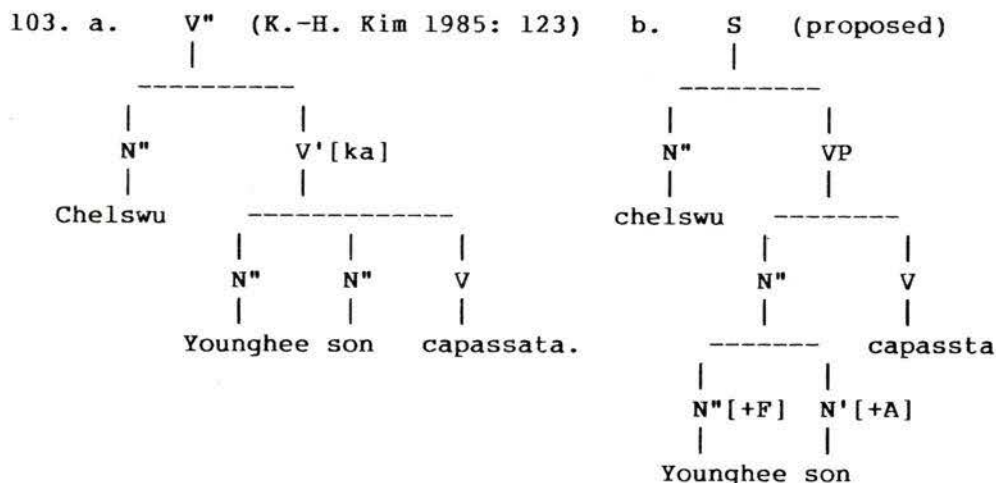 103. a. V" (K.-H. Kim 1985: 123) b. S (proposed)
N" V'[ka] N" VP
Chelswu chelswu
N" N" V N" V
Younghee son capassata. capassta
N"[+F] N'[+A]
Younghee son